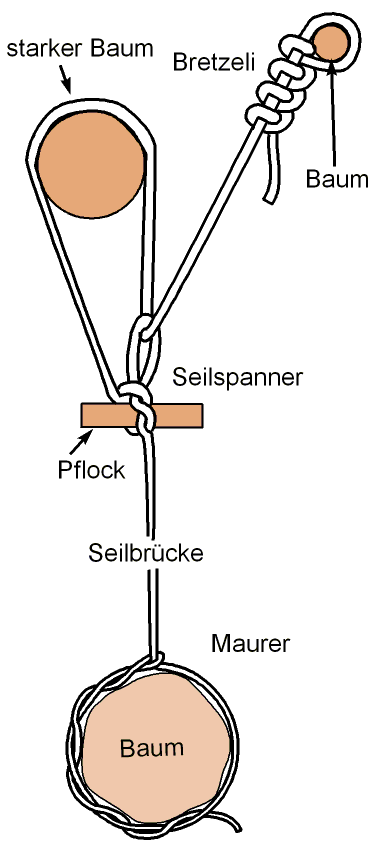 starker Baum
Bretzeli
Baum
Seilspanner
Pflock
Seilbrücke
Maurer
Baum